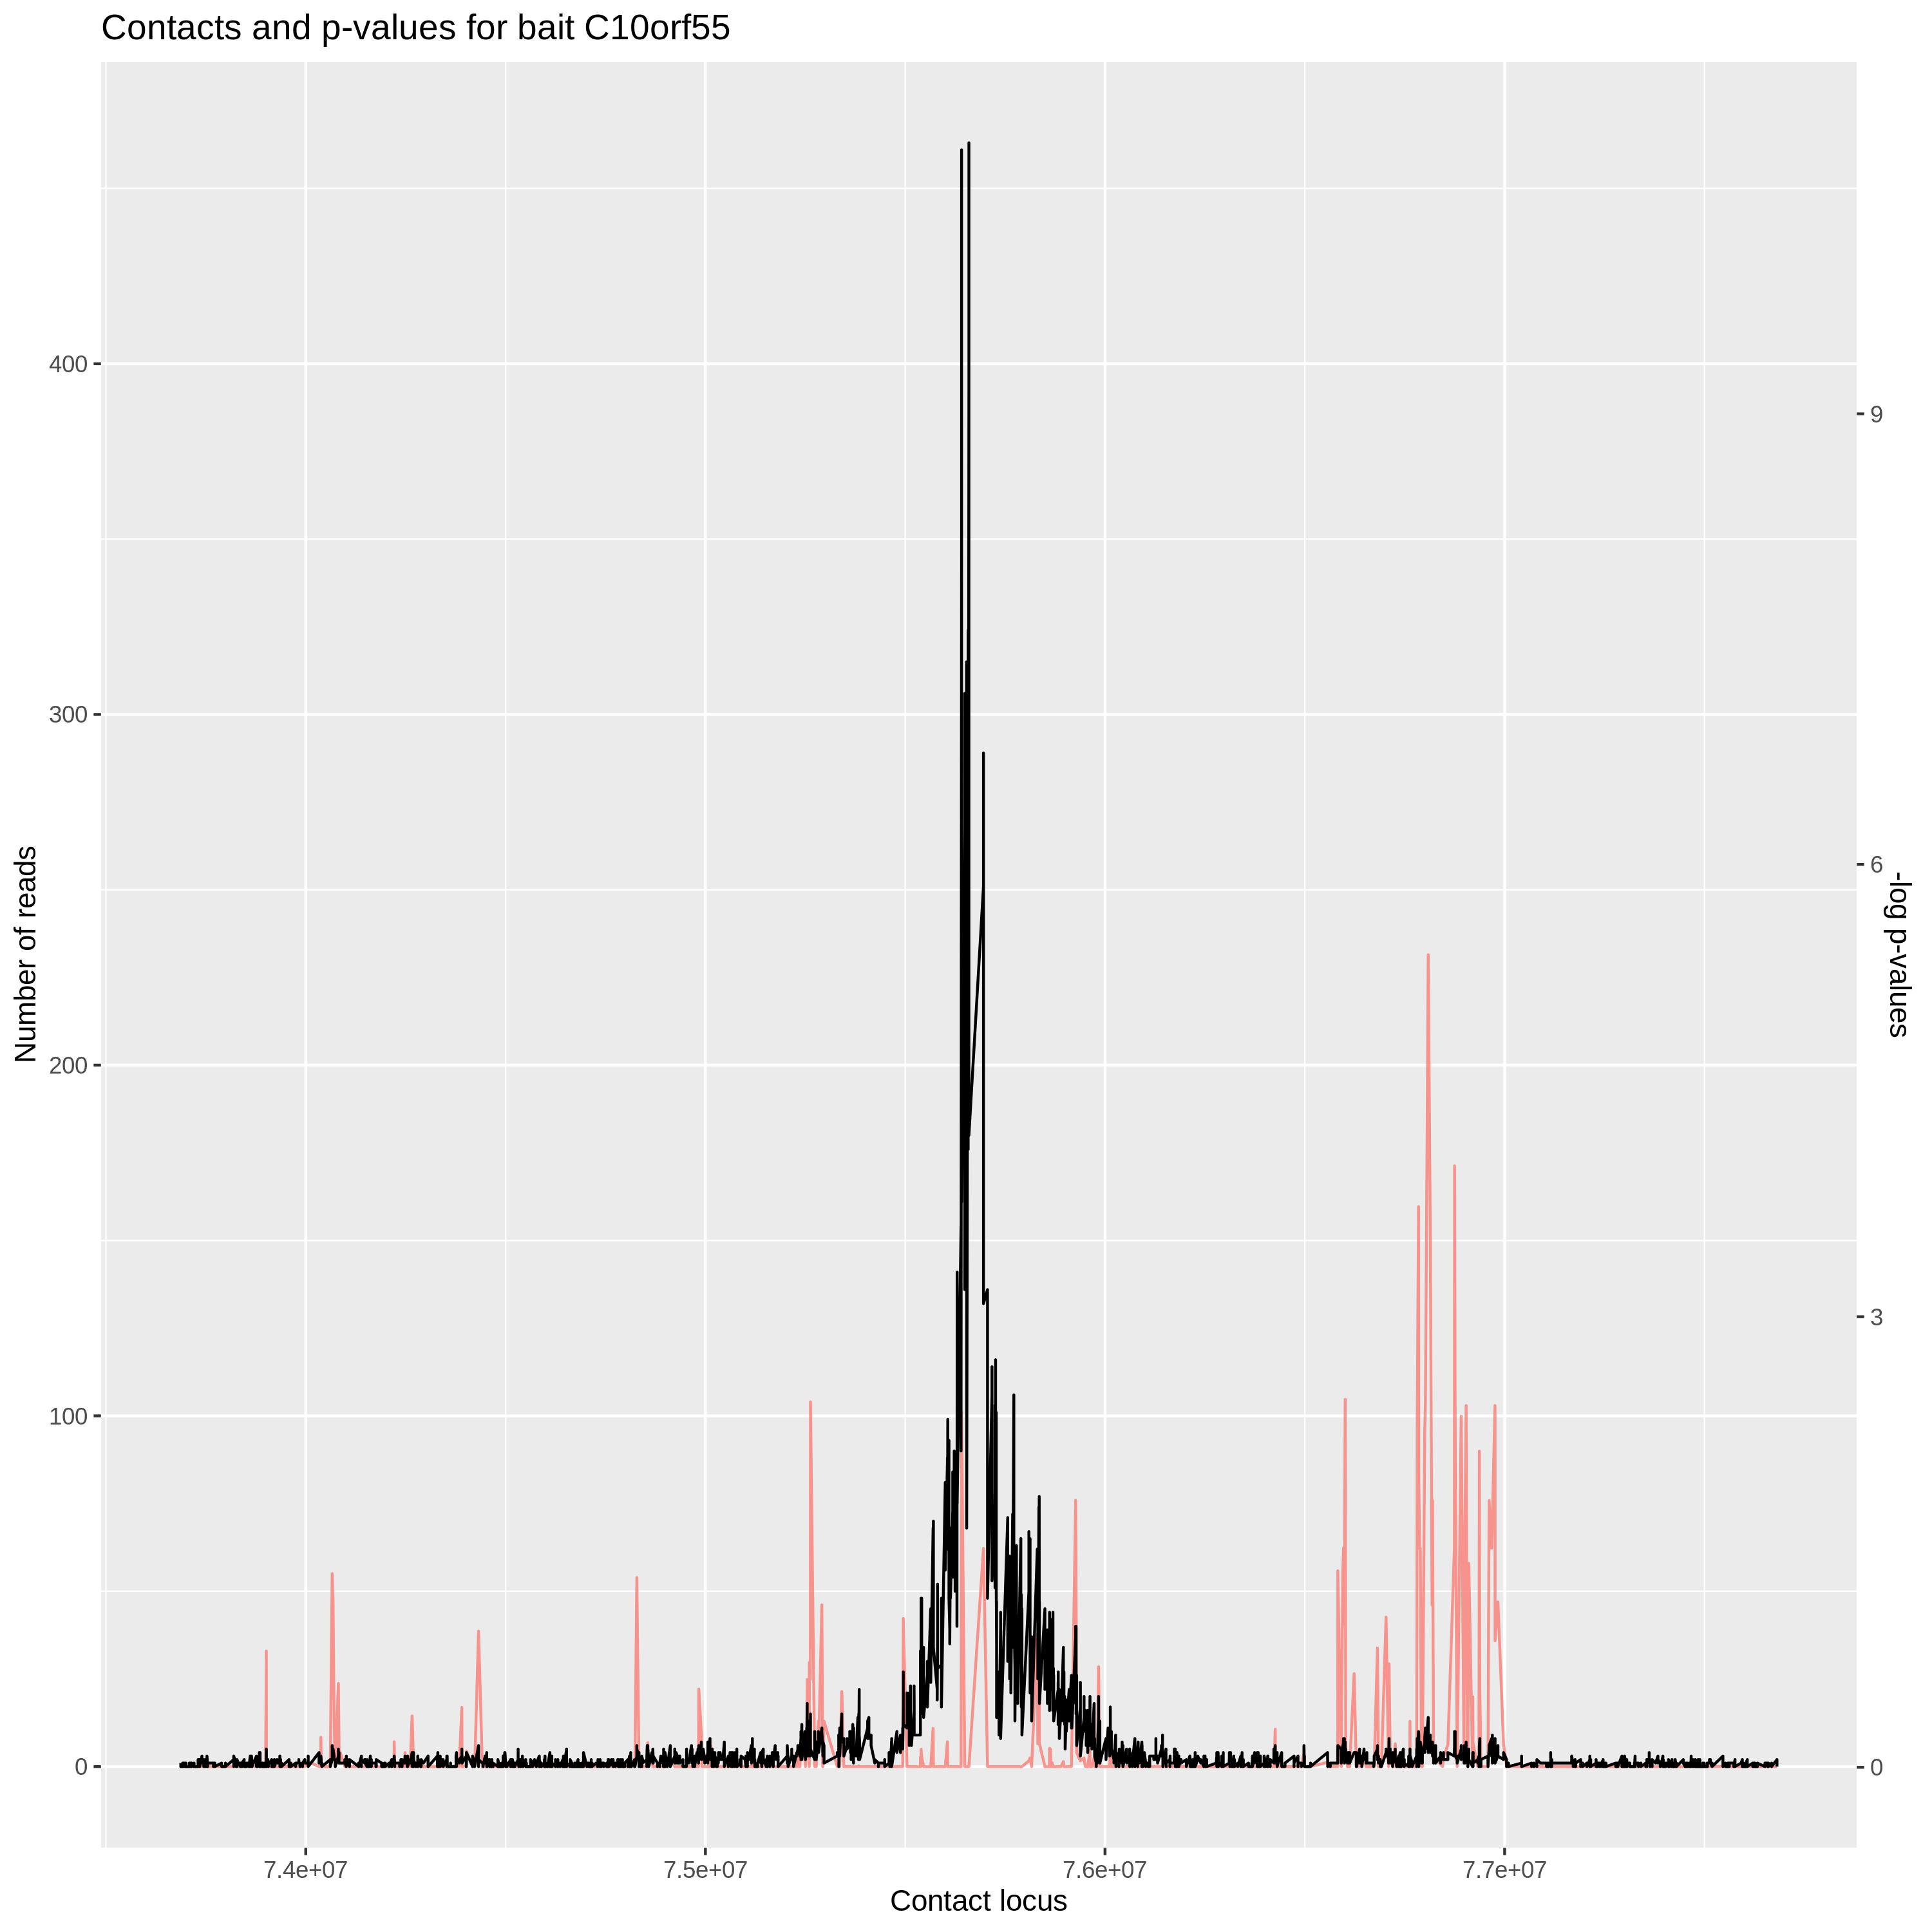 Contacts and p-values for bait C10orf55
Number of reads
400
300
200
100
0
9
6
3
0
-log p-values
7.4e+07
7.5e+07
7.6e+07
7.7e+07
Contact locus